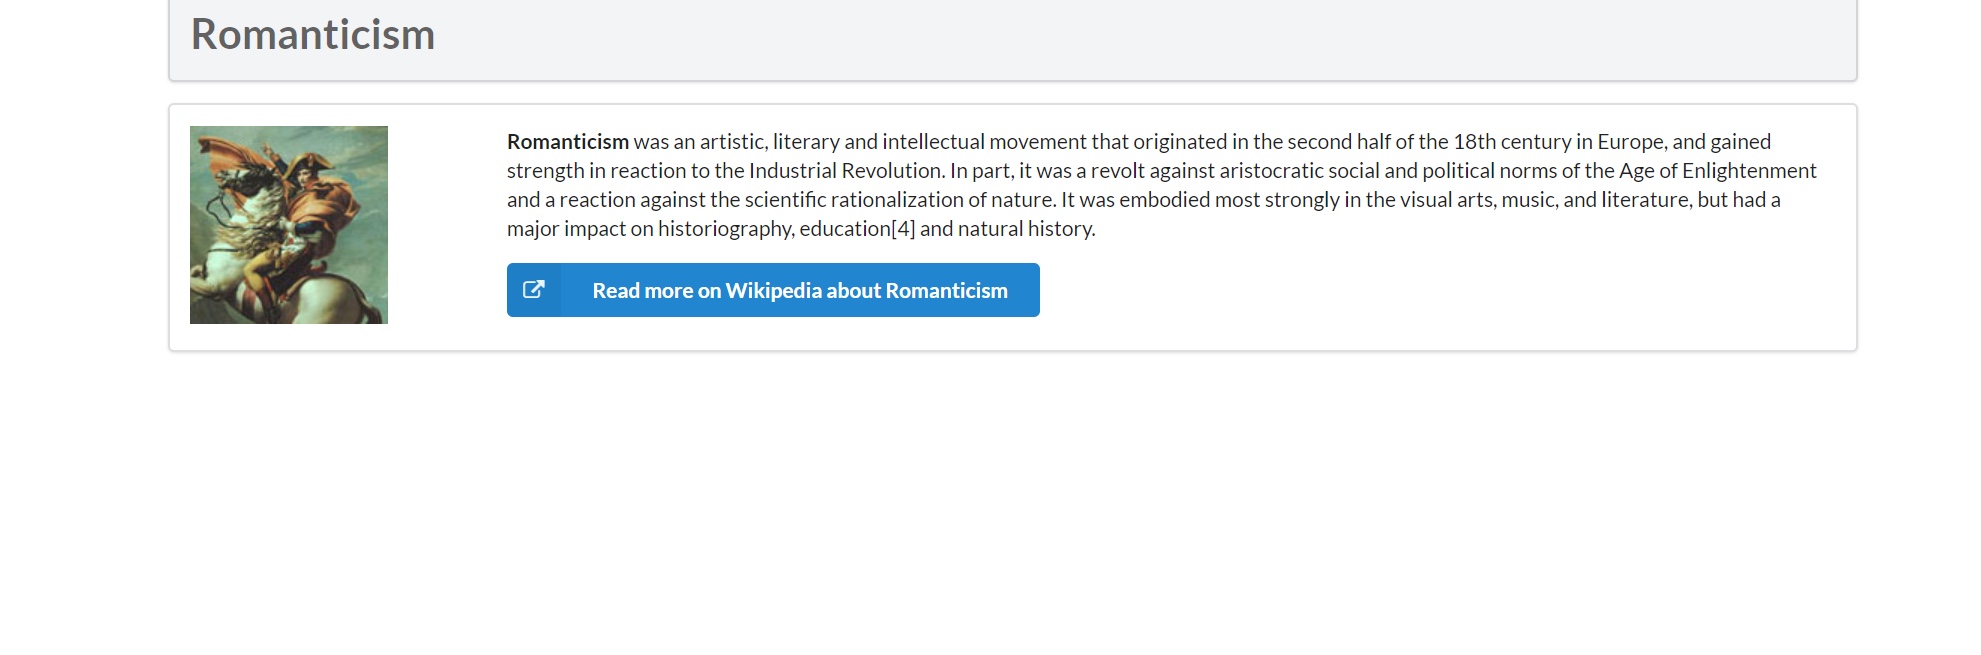 Romanticism
Romanticism was an artistic, literary and intellectual movement that originated in the second half of the 18th century in Europe, and gained
strength in reaction to the Industrial Revolution. In part, it was a revolt against aristocratic social and political norms of the Age of Enlightenment
and a reaction against the scientific rationalization of nature. It was embodied most strongly in the visual arts, music, and literature, but had a
major impact on historiography, education[4] and natural history.
Read more on Wikipedia about Romanticism